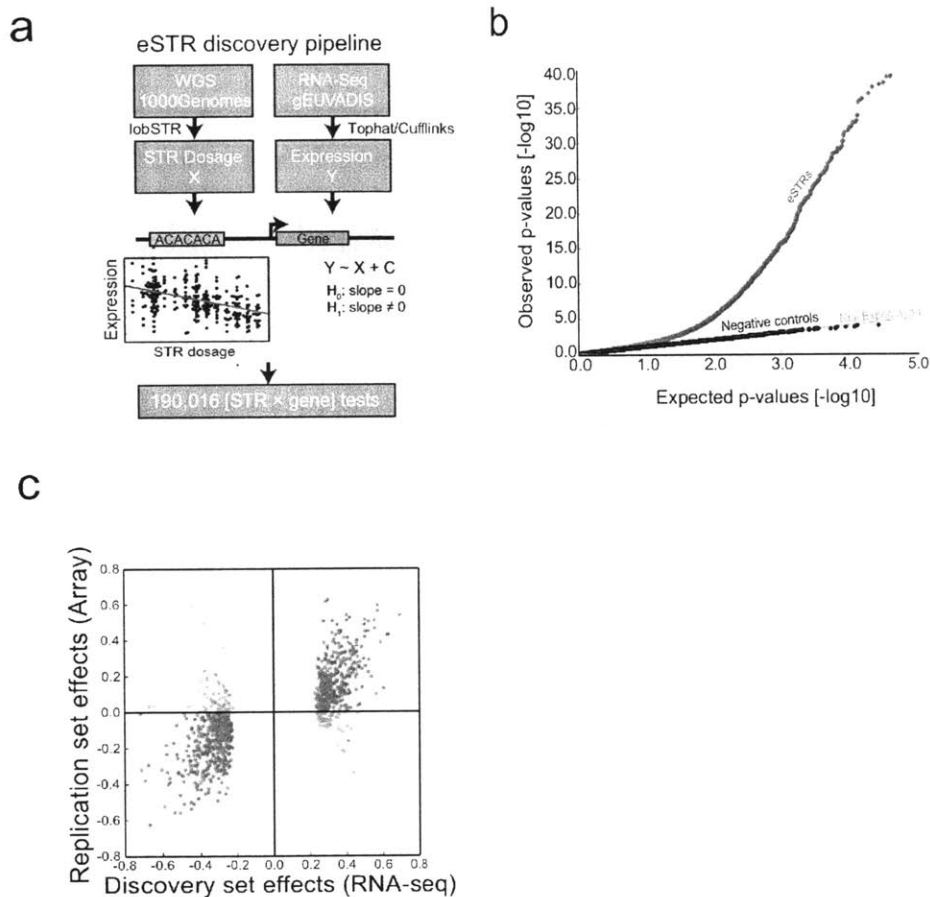 a
eSTR discovery pipeline
WGS
1000Genomes
RNA-Seq
gEUVADIS
lobSTR
Tophat/Cufflinks
STR Dosage
X
Expression
Y
ACACACA
Gene
Expression
STR dosage
Y ~ X + C
H0: slope = 0
H1: slope ≠ 0
190,016 [STR × gene] tests
b
Observed p-values [-log10]
40.0
35.0
30.0
25.0
20.0
15.0
10.0
5.0
0.0
eSTRs
Negative controls
0.0
1.0
2.0
3.0
4.0
5.0
Expected p-values [-log10]
c
Replication set effects (Array)
0.8
0.6
0.4
0.2
0.0
-0.2
-0.4
-0.6
-0.8
-0.8
-0.6
-0.4
-0.2
0.0
0.2
0.4
0.6
0.8
Discovery set effects (RNA-seq)